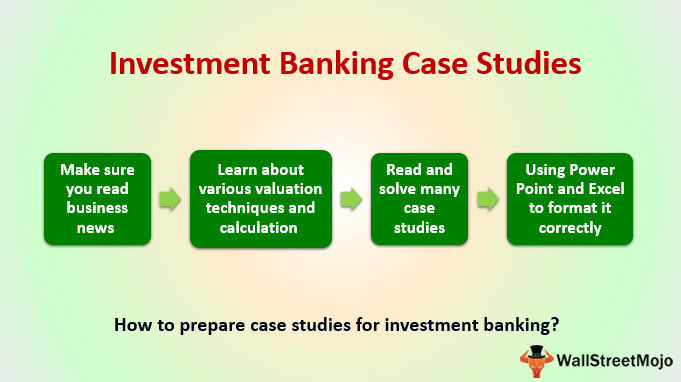 Investment Banking Case Studies
Make sure
you read
business
news
Learn about
various valuation
techniques and
calculation
Read and
solve many
case
studies
Using Power
Point and Excel
to format it
correctly
How to prepare case studies for investment banking?
WallStreetMojo